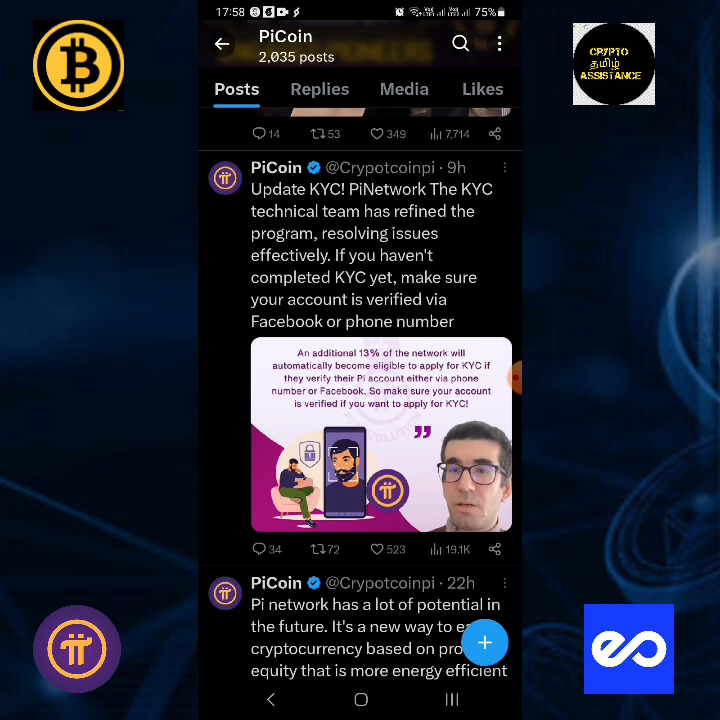 17:58
75%
PiCoin
2,035 posts
CRYPTO
தமிழ்
ASSISTANCE
Posts Replies Media Likes
14 53 349 7,714
PiCoin @Crypotcoinpi · 9h
Update KYC! PiNetwork The KYC
technical team has refined the
program, resolving issues
effectively. If you haven't
completed KYC yet, make sure
your account is verified via
Facebook or phone number
An additional 13% of the network will
automatically become eligible to apply for KYC if
they verify their Pi account either via phone
number or Facebook. So make sure your account
is verified if you want to apply for KYC!
34 72 523 19.1K
PiCoin @Crypotcoinpi · 22h
Pi network has a lot of potential in
the future. It's a new way to
cryptocurrency based on
equity that is more energy efficient